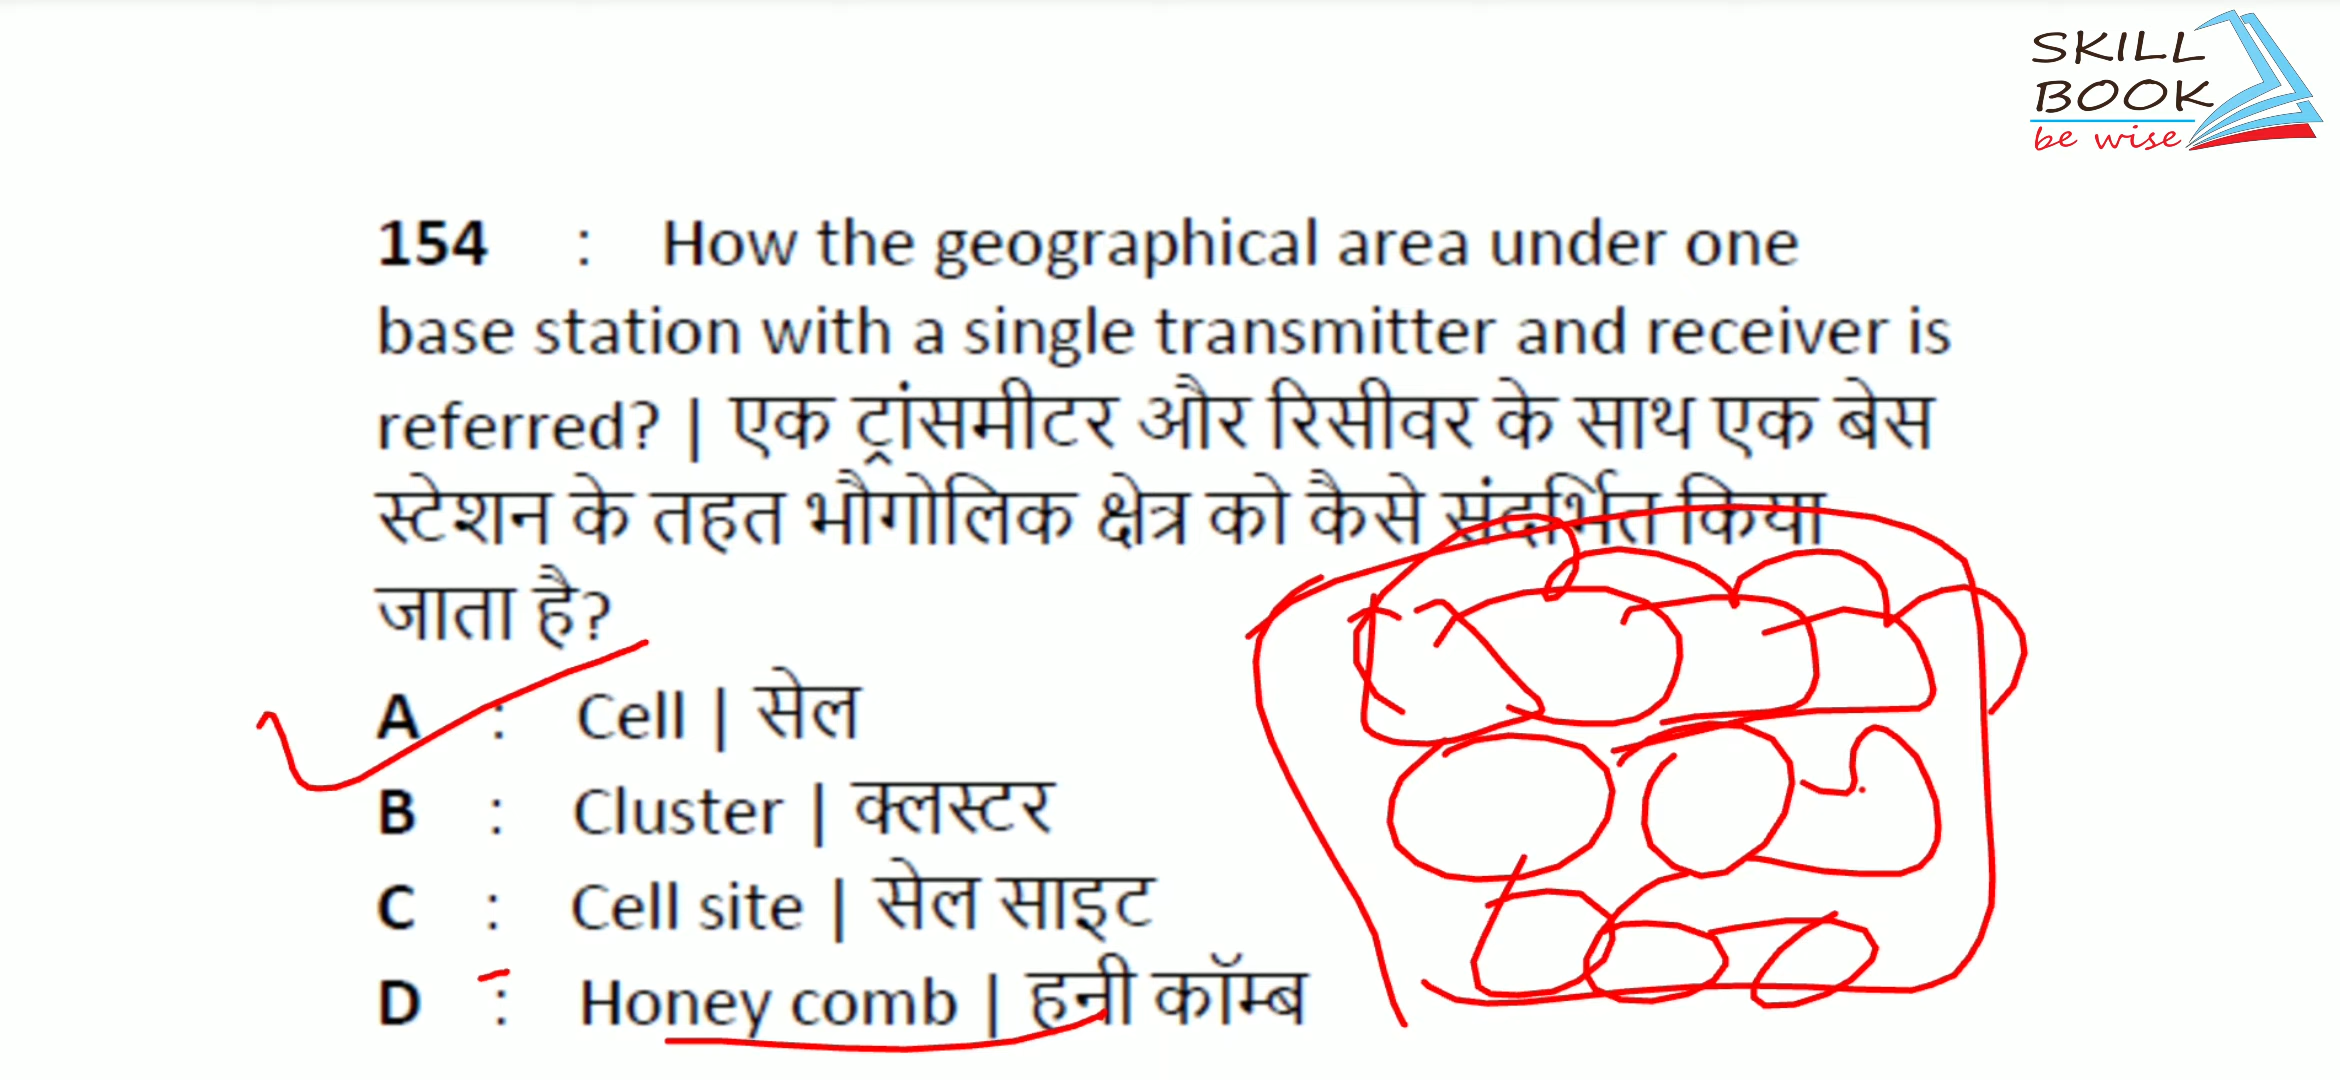 SKILL
BOOK
be wise
154 : How the geographical area under one
base station with a single transmitter and receiver is
referred? | एक ट्रांसमीटर और रिसीवर के साथ एक बेस
स्टेशन के तहत भौगोलिक क्षेत्र को कैसे संदर्भित किया
जाता है?
A : Cell | सेल
B : Cluster | क्लस्टर
C : Cell site | सेल साइट
D : Honey comb | हनी कॉम्ब